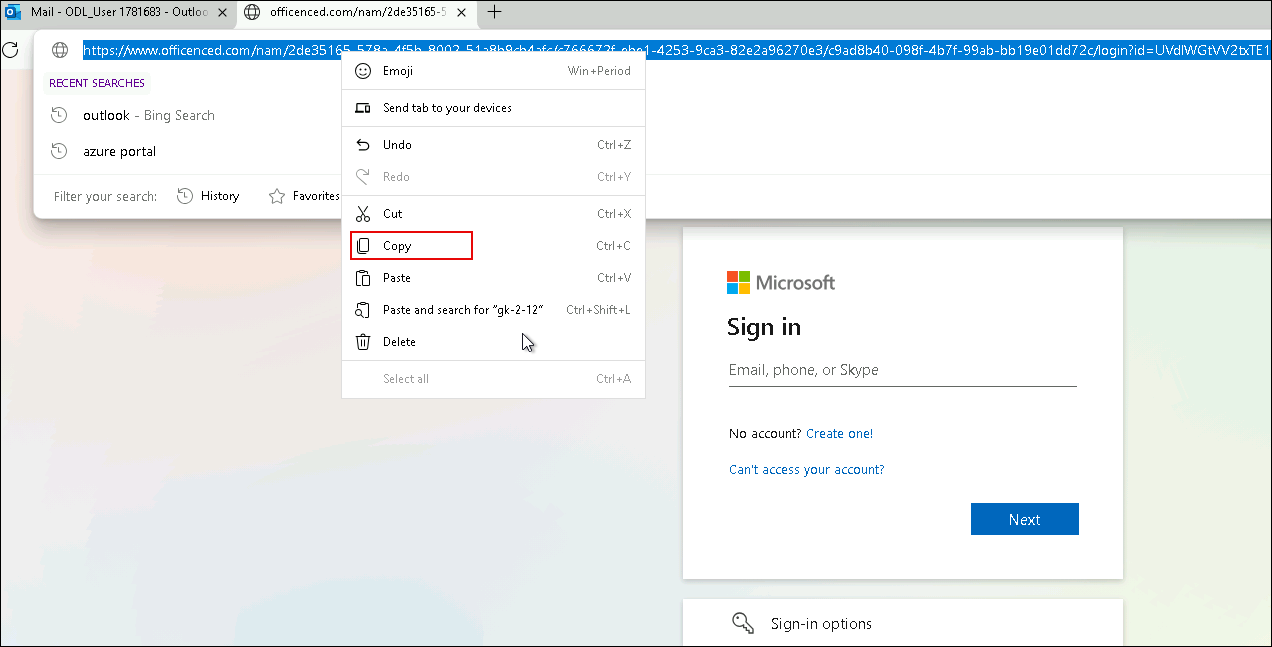 Mail - ODL_User 1781683 - Outloo
officenced.com/nam/2de35165-5
https://www.officenced.com/nam/2de35165-578a-4f5b-8002-51a8b9cb4afc/c766672f-ebe1-4253-9ca3-82e2a96270e3/c9ad8b40-098f-4b7f-99ab-bb19e01dd72c/login?id=UVdlWGtVV2txTE1
RECENT SEARCHES
outlook - Bing Search
azure portal
Filter your search:
History
Favorites
Emoji Win+Period
Send tab to your devices
Undo Ctrl+Z
Redo Ctrl+Y
Cut Ctrl+X
Copy Ctrl+C
Paste Ctrl+V
Paste and search for "gk-2-12" Ctrl+Shift+L
Delete
Select all Ctrl+A
Microsoft
Sign in
Email, phone, or Skype
No account? Create one!
Can't access your account?
Next
Sign-in options